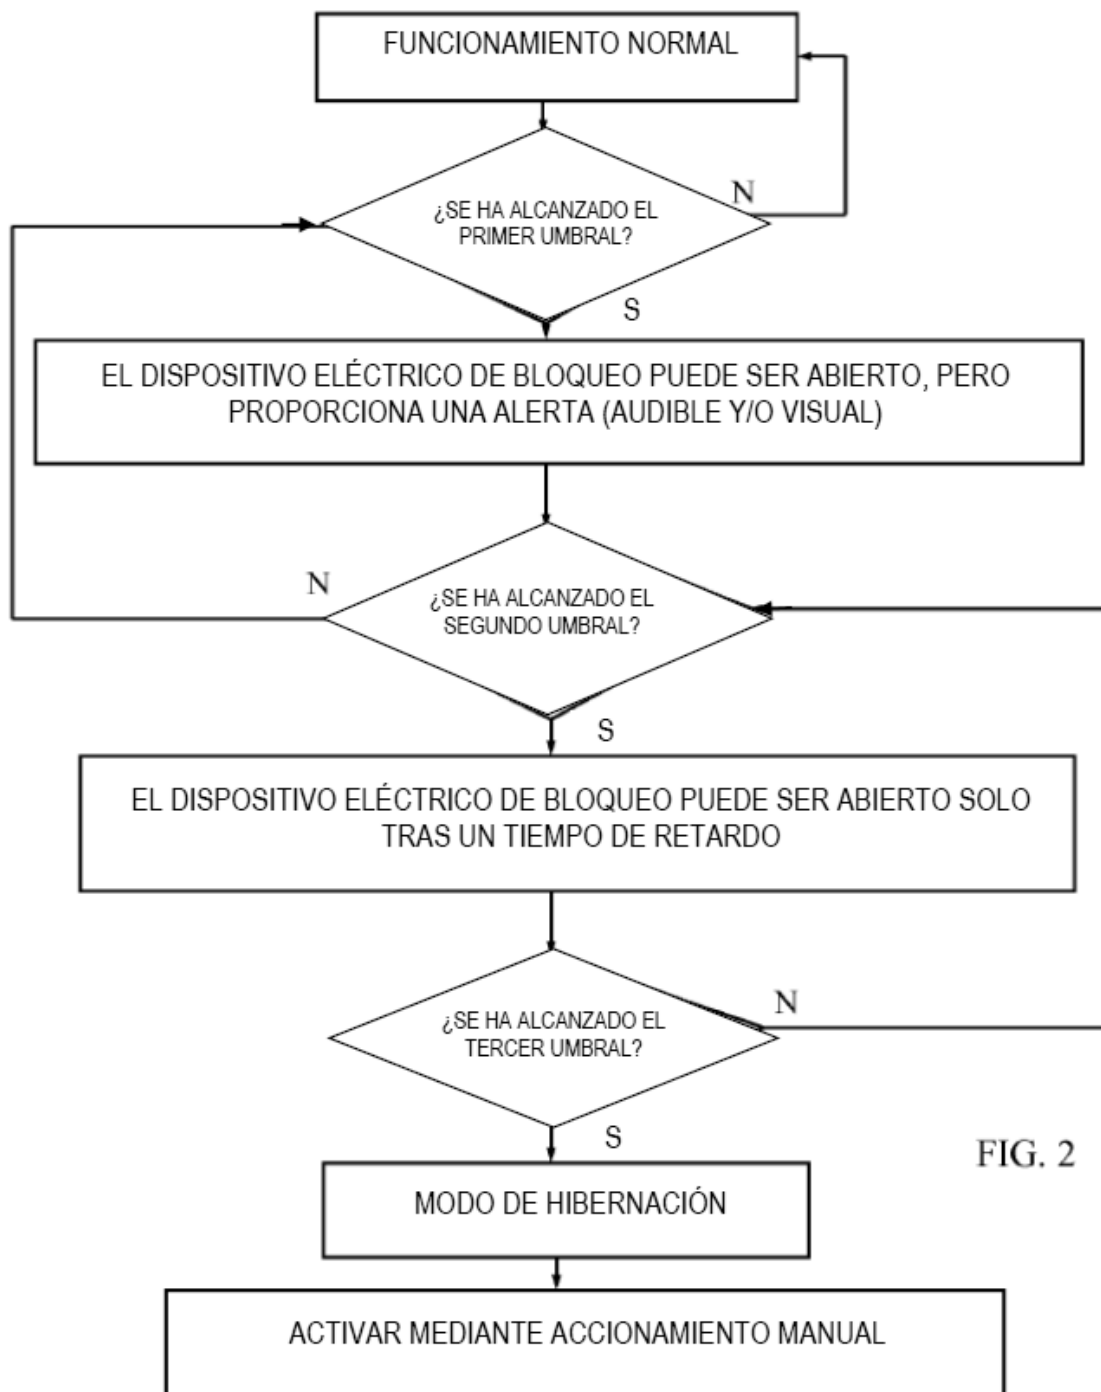 FUNCIONAMIENTO NORMAL
N
¿SE HA ALCANZADO EL
PRIMER UMBRAL?
S
EL DISPOSITIVO ELÉCTRICO DE BLOQUEO PUEDE SER ABIERTO, PERO
PROPORCIONA UNA ALERTA (AUDIBLE Y/O VISUAL)
N
¿SE HA ALCANZADO EL
SEGUNDO UMBRAL?
S
EL DISPOSITIVO ELÉCTRICO DE BLOQUEO PUEDE SER ABIERTO SOLO
TRAS UN TIEMPO DE RETARDO
N
¿SE HA ALCANZADO EL
TERCER UMBRAL?
S
FIG. 2
MODO DE HIBERNACIÓN
ACTIVAR MEDIANTE ACCIONAMIENTO MANUAL